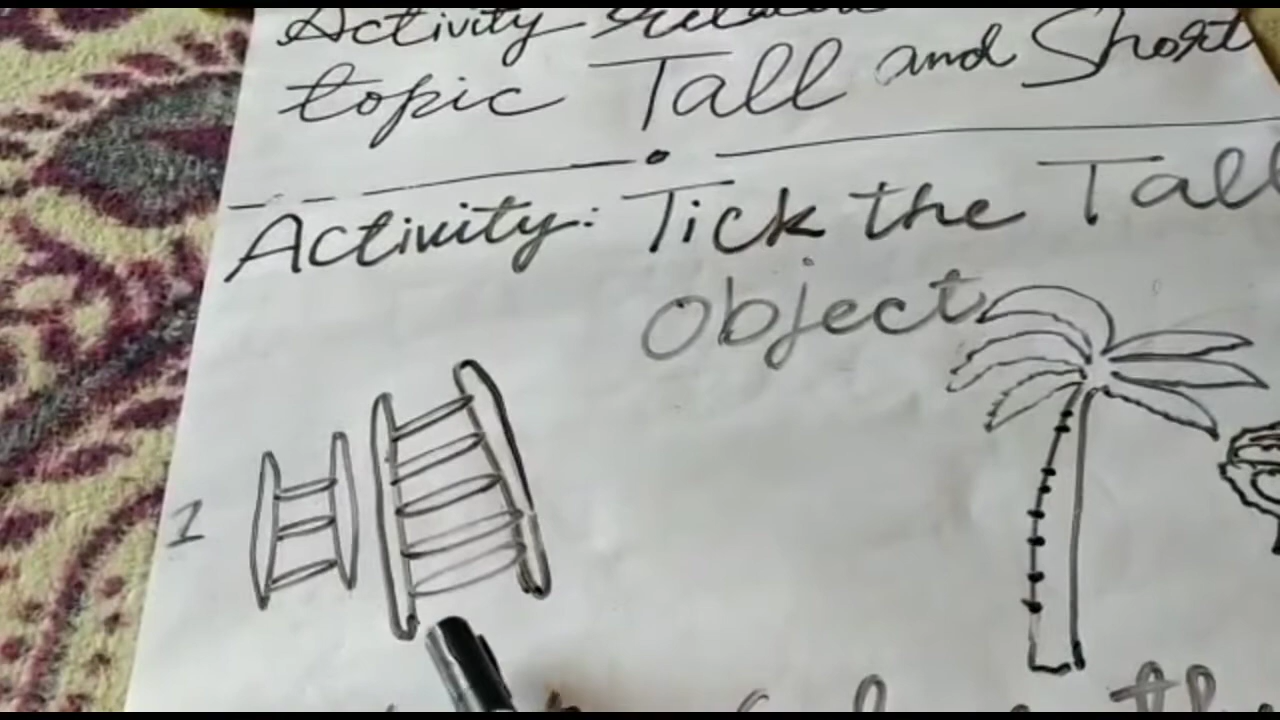 Activity
topic Tall and Short
Activity: Tick the Tall
object
1